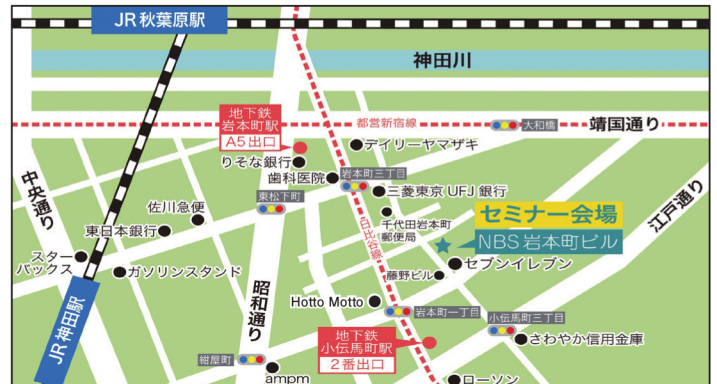 JR秋葉原駅
神田川
地下鉄
岩本町駅
A5出口
都営新宿線
大和橋
靖国通り
デイリーヤマザキ
りそな銀行
歯科医院
岩本町三丁目
三菱東京UFJ銀行
中央通り
佐川急便
東松下町
千代田岩本町
郵便局
セミナー会場
NBS岩本町ビル
江戸通り
東日本銀行
日比谷線
スター
バックス
ガソリンスタンド
昭和通り
藤野ビル
セブンイレブン
Hotto Motto
岩本町一丁目
小伝馬町三丁目
JR神田駅
地下鉄
小伝馬町駅
2番出口
さわやか信用金庫
紺屋町
ampm
ローソン